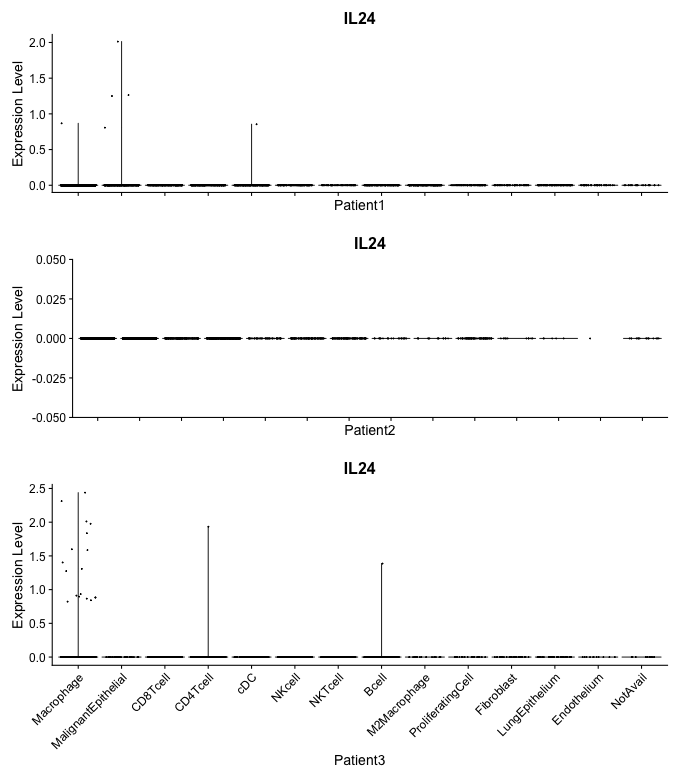 IL24
Expression Level
2.0
1.5
1.0
0.5
0.0
Patient1
IL24
Expression Level
0.050
0.025
0.000
-0.025
-0.050
Patient2
IL24
Expression Level
2.5
2.0
1.5
1.0
0.5
0.0
Macrophage
MalignantEpithelial
CD8Tcell
CD4Tcell
cDC
NKcell
NKTcell
Bcell
M2Macrophage
ProliferatingCell
Fibroblast
LungEpithelium
Endothelium
NotAvail
Patient3